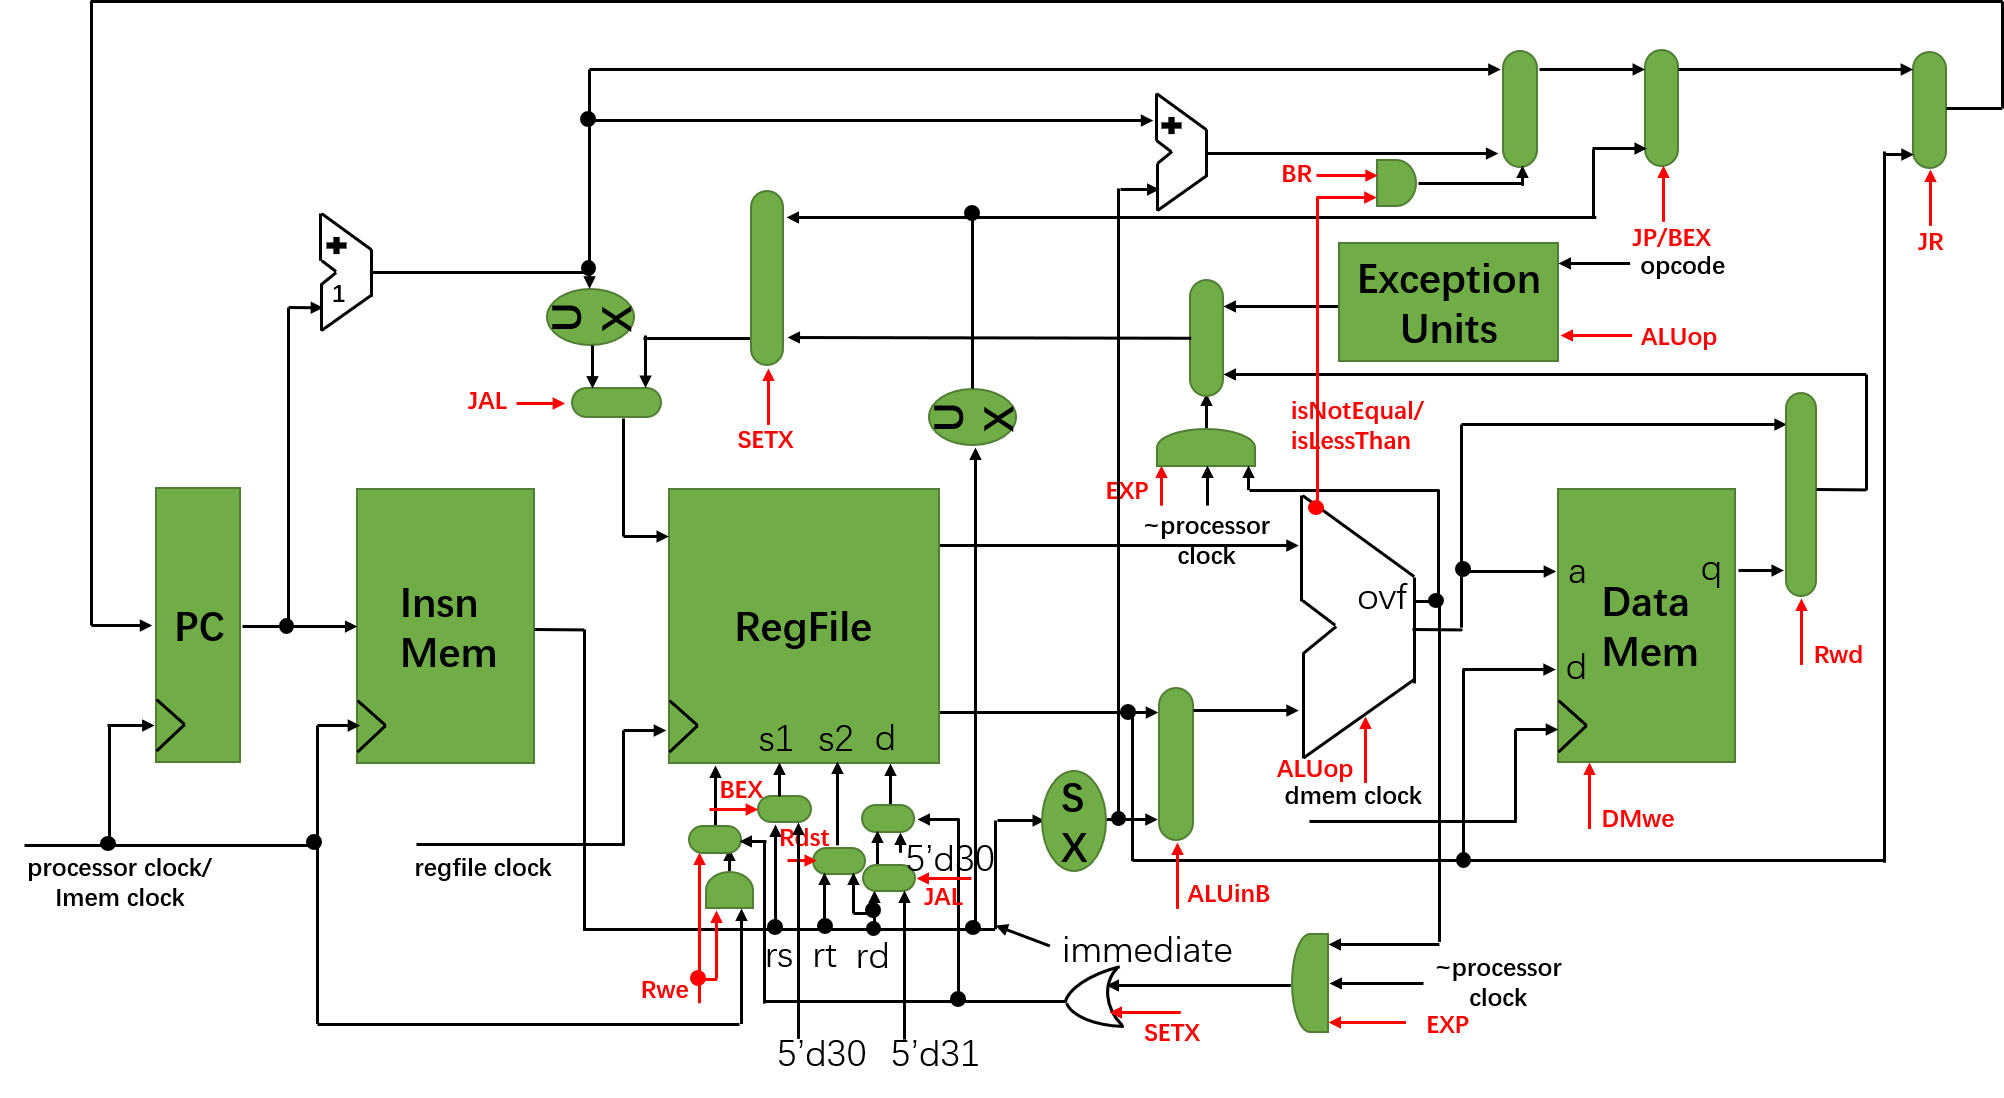 BR
JP/BEX
JR
opcode
Exception
Units
ALUop
1
U X
JAL
SETX
U X
isNotEqual/
isLessThan
EXP
~processor
clock
PC
Insn
Mem
RegFile
s1 s2 d
ovf
a
q
Data
Mem
d
Rwd
ALUop
dmem clock
DMwe
BEX
Rdst
S
X
5'd30
JAL
ALUinB
processor clock/
Imem clock
regfile clock
rs rt rd
immediate
Rwe
~processor
clock
EXP
SETX
5'd30 5'd31